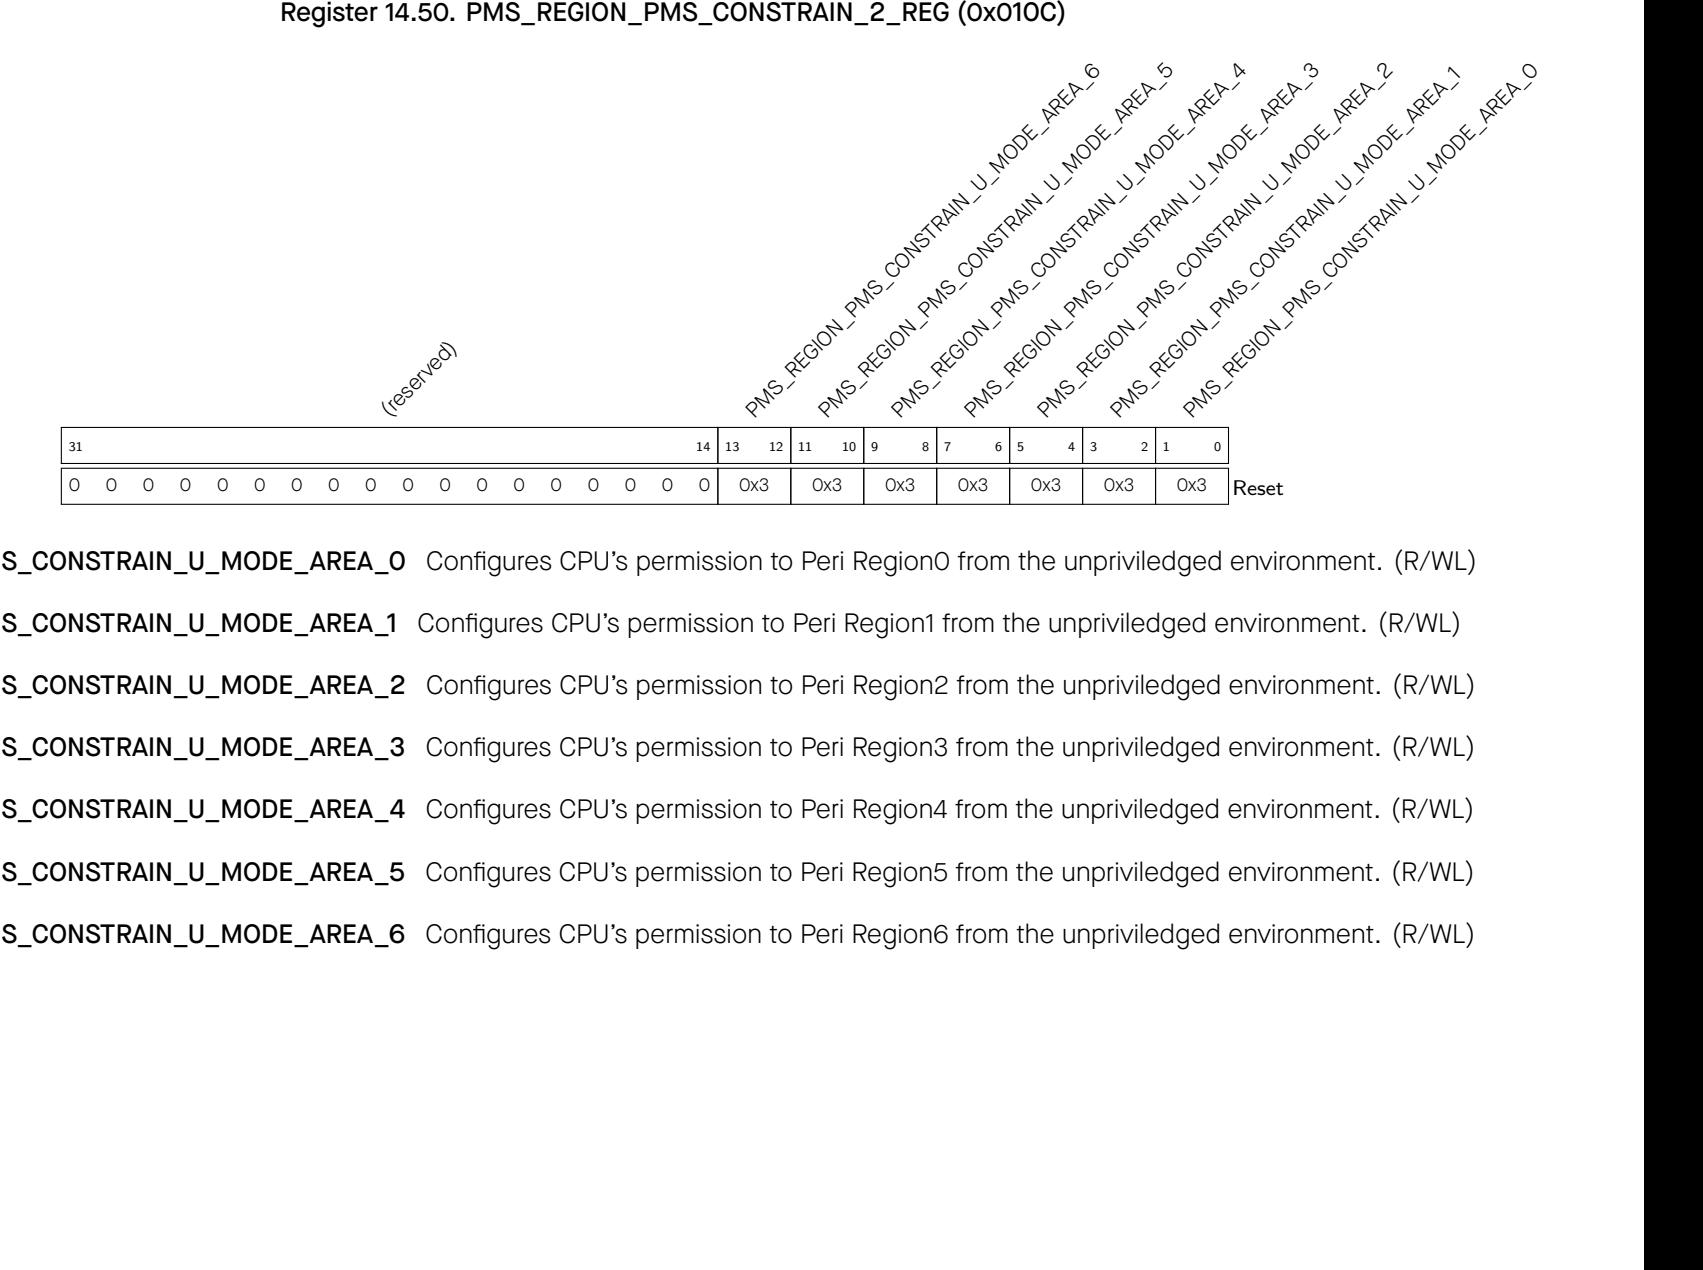 Register 14.50. PMS_REGION_PMS_CONSTRAIN_2_REG (0x010C)
(reserved)
PMS_REGION_PMS_CONSTRAIN_U_MODE_AREA_6
PMS_REGION_PMS_CONSTRAIN_U_MODE_AREA_5
PMS_REGION_PMS_CONSTRAIN_U_MODE_AREA_4
PMS_REGION_PMS_CONSTRAIN_U_MODE_AREA_3
PMS_REGION_PMS_CONSTRAIN_U_MODE_AREA_2
PMS_REGION_PMS_CONSTRAIN_U_MODE_AREA_1
PMS_REGION_PMS_CONSTRAIN_U_MODE_AREA_0
31 14 13 12 11 10 9 8 7 6 5 4 3 2 1 0
0 0 0 0 0 0 0 0 0 0 0 0 0 0 0 0 0 0 0x3 0x3 0x3 0x3 0x3 0x3 0x3 Reset
S_CONSTRAIN_U_MODE_AREA_0 Configures CPU's permission to Peri Region0 from the unpriviledged environment. (R/WL)
S_CONSTRAIN_U_MODE_AREA_1 Configures CPU's permission to Peri Region1 from the unpriviledged environment. (R/WL)
S_CONSTRAIN_U_MODE_AREA_2 Configures CPU's permission to Peri Region2 from the unpriviledged environment. (R/WL)
S_CONSTRAIN_U_MODE_AREA_3 Configures CPU's permission to Peri Region3 from the unpriviledged environment. (R/WL)
S_CONSTRAIN_U_MODE_AREA_4 Configures CPU's permission to Peri Region4 from the unpriviledged environment. (R/WL)
S_CONSTRAIN_U_MODE_AREA_5 Configures CPU's permission to Peri Region5 from the unpriviledged environment. (R/WL)
S_CONSTRAIN_U_MODE_AREA_6 Configures CPU's permission to Peri Region6 from the unpriviledged environment. (R/WL)